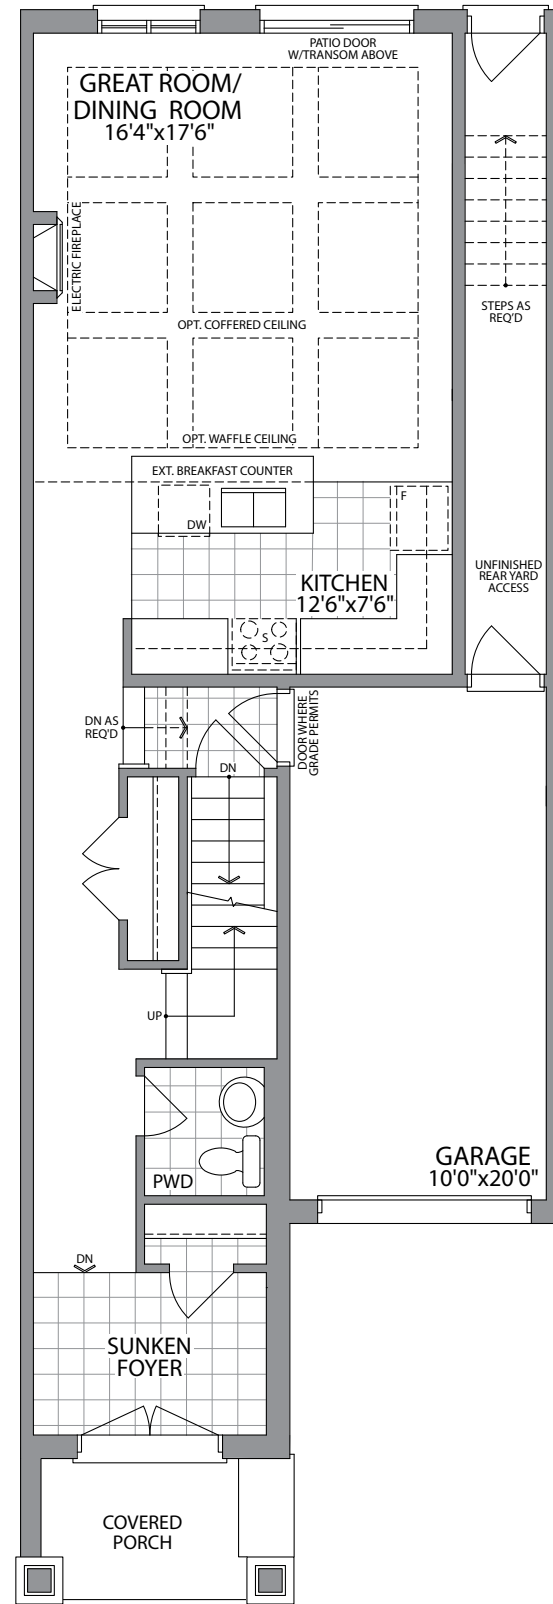 PATIO DOOR
W/TRANSOM ABOVE
GREAT ROOM/
DINING ROOM
16'4"x17'6"
ELECTRIC FIREPLACE
STEPS AS
REQ'D
OPT. COFFERED CEILING
OPT. WAFFLE CEILING
EXT. BREAKFAST COUNTER
F
DW
UNFINISHED
REAR YARD
ACCESS
KITCHEN
12'6"x7'6"
S
DN AS
REQ'D
DOOR WHERE
GRADE PERMITS
DN
UP
GARAGE
10'0"x20'0"
PWD
DN
SUNKEN
FOYER
COVERED
PORCH